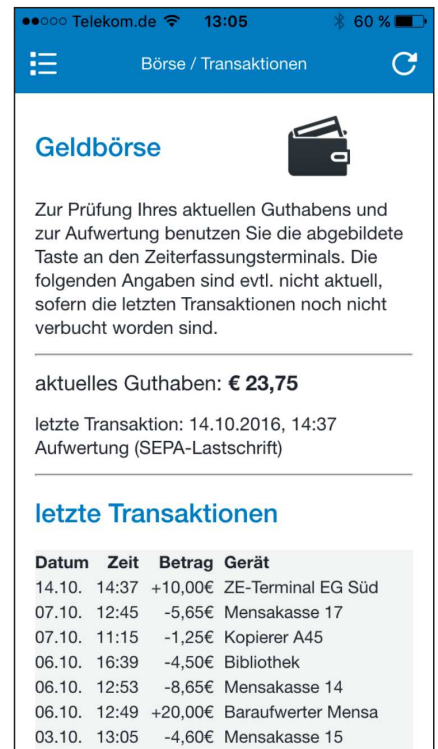 Telekom.de 13:05 60 %
Börse / Transaktionen
Geldbörse
Zur Prüfung Ihres aktuellen Guthabens und
zur Aufwertung benutzen Sie die abgebildete
Taste an den Zeiterfassungsterminals. Die
folgenden Angaben sind evtl. nicht aktuell,
sofern die letzten Transaktionen noch nicht
verbucht worden sind.
aktuelles Guthaben: € 23,75
letzte Transaktion: 14.10.2016, 14:37
Aufwertung (SEPA-Lastschrift)
letzte Transaktionen
Datum Zeit Betrag Gerät
14.10. 14:37 +10,00€ ZE-Terminal EG Süd
07.10. 12:45 -5,65€ Mensakasse 17
07.10. 11:15 -1,25€ Kopierer A45
06.10. 16:39 -4,50€ Bibliothek
06.10. 12:53 -8,65€ Mensakasse 14
06.10. 12:49 +20,00€ Baraufwerter Mensa
03.10. 13:05 -4,60€ Mensakasse 15